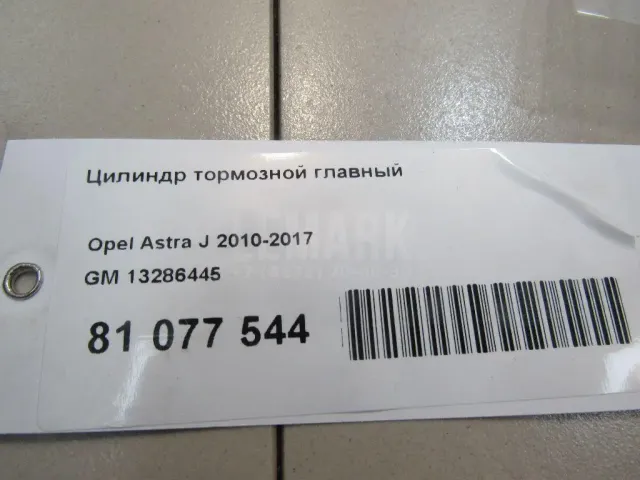 Цилиндр тормозной главный
Opel Astra J 2010-2017
GM 13286445
81 077 544